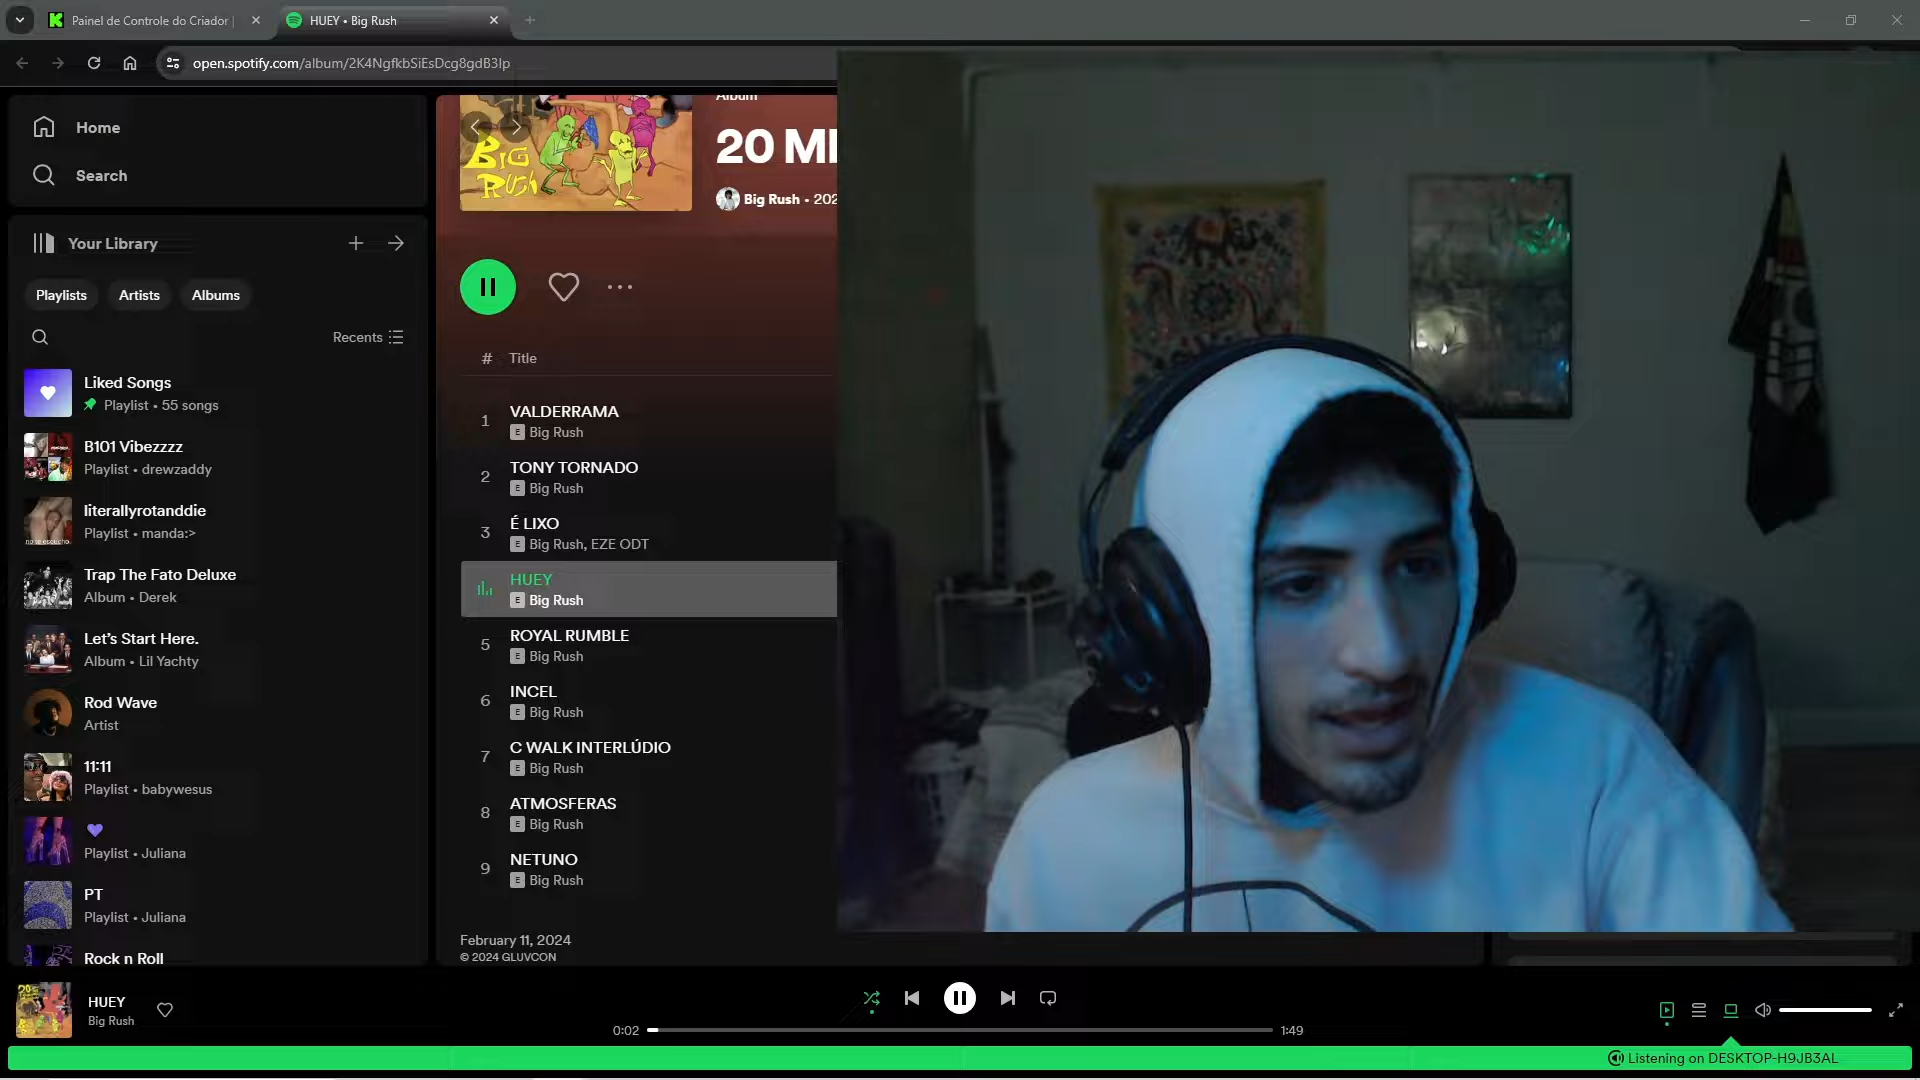 Painel de Controle do Criador |
HUEY • Big Rush
open.spotify.com/album/2K4NgfkbSiEsDcg8gdB3Ip
Home
Search
Your Library
Playlists
Artists
Albums
Recents
Liked Songs
Playlist • 55 songs
B101 Vibezzzz
Playlist • drewzaddy
literallyrotanddie
Playlist • manda:>
Trap The Fato Deluxe
Album • Derek
Let's Start Here.
Album • Lil Yachty
Rod Wave
Artist
11:11
Playlist • babywesus
💜
Playlist • Juliana
PT
Playlist • Juliana
Rock n Roll
BIG
RUSH
Album
20 MI
Big Rush • 202
# Title
1 VALDERRAMA
E Big Rush
2 TONY TORNADO
E Big Rush
3 É LIXO
E Big Rush, EZE ODT
HUEY
E Big Rush
5 ROYAL RUMBLE
E Big Rush
6 INCEL
E Big Rush
7 C WALK INTERLÚDIO
E Big Rush
8 ATMOSFERAS
E Big Rush
9 NETUNO
E Big Rush
February 11, 2024
© 2024 GLUVCON
HUEY
Big Rush
0:02
1:49
Listening on DESKTOP-H9JB3AL